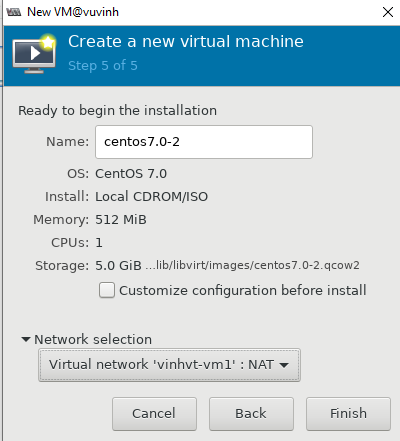 New VM@vuvinh
Create a new virtual machine
Step 5 of 5
Ready to begin the installation
Name: centos7.0-2
OS: CentOS 7.0
Install: Local CDROM/ISO
Memory: 512 MiB
CPUs: 1
Storage: 5.0 GiB ...lib/libvirt/images/centos7.0-2.qcow2
Customize configuration before install
Network selection
Virtual network 'vinhvt-vm1' : NAT
Cancel Back Finish